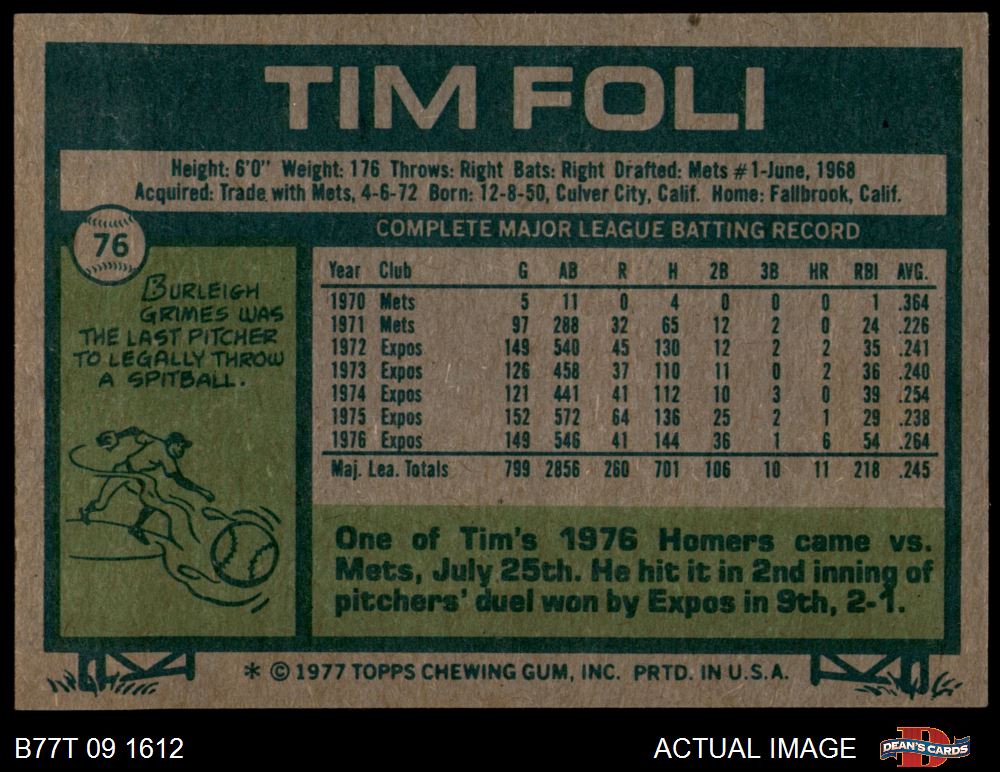 TIM FOLI
Height: 6'0" Weight: 176 Throws: Right Bats: Right Drafted: Mets #1-June, 1968
Acquired: Trade with Mets, 4-6-72 Born: 12-8-50, Culver City, Calif. Home: Fallbrook, Calif.
76
BURLEIGH
GRIMES WAS
THE LAST PITCHER
TO LEGALLY THROW
A SPITBALL.
COMPLETE MAJOR LEAGUE BATTING RECORD
Year Club G AB R H 2B 3B HR RBI AVG.
1970 Mets 5 11 0 4 0 0 0 1 .364
1971 Mets 97 288 32 65 12 2 0 24 .226
1972 Expos 149 540 45 130 12 2 2 35 .241
1973 Expos 126 458 37 110 11 0 2 36 .240
1974 Expos 121 441 41 112 10 3 0 39 .254
1975 Expos 152 572 64 136 25 2 1 29 .238
1976 Expos 149 546 41 144 36 1 6 54 .264
Maj. Lea. Totals 799 2856 260 701 106 10 11 218 .245
One of Tim's 1976 Homers came vs.
Mets, July 25th. He hit it in 2nd inning of
pitchers' duel won by Expos in 9th, 2-1.
* © 1977 TOPPS CHEWING GUM, INC. PRTD. IN U.S.A.
B77T 09 1612
ACTUAL IMAGE
D
DEAN'S CARDS